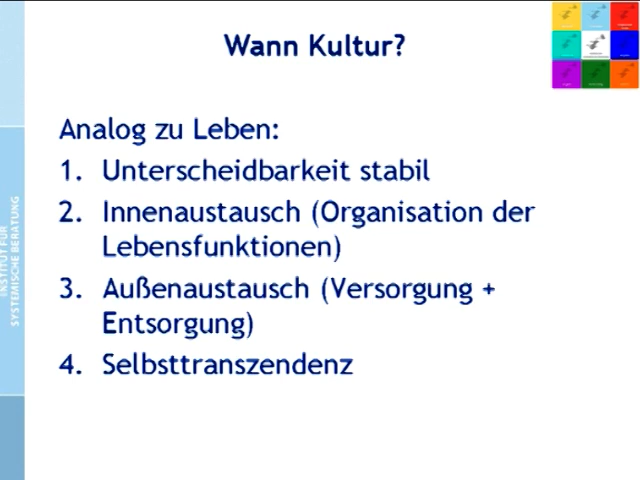 Wann Kultur?
Analog zu Leben:
1. Unterscheidbarkeit stabil
2. Innenaustausch (Organisation der
Lebensfunktionen)
3. Außenaustausch (Versorgung +
Entsorgung)
4. Selbsttranszendenz
INSTITUT FÜR
SYSTEMISCHE BERATUNG